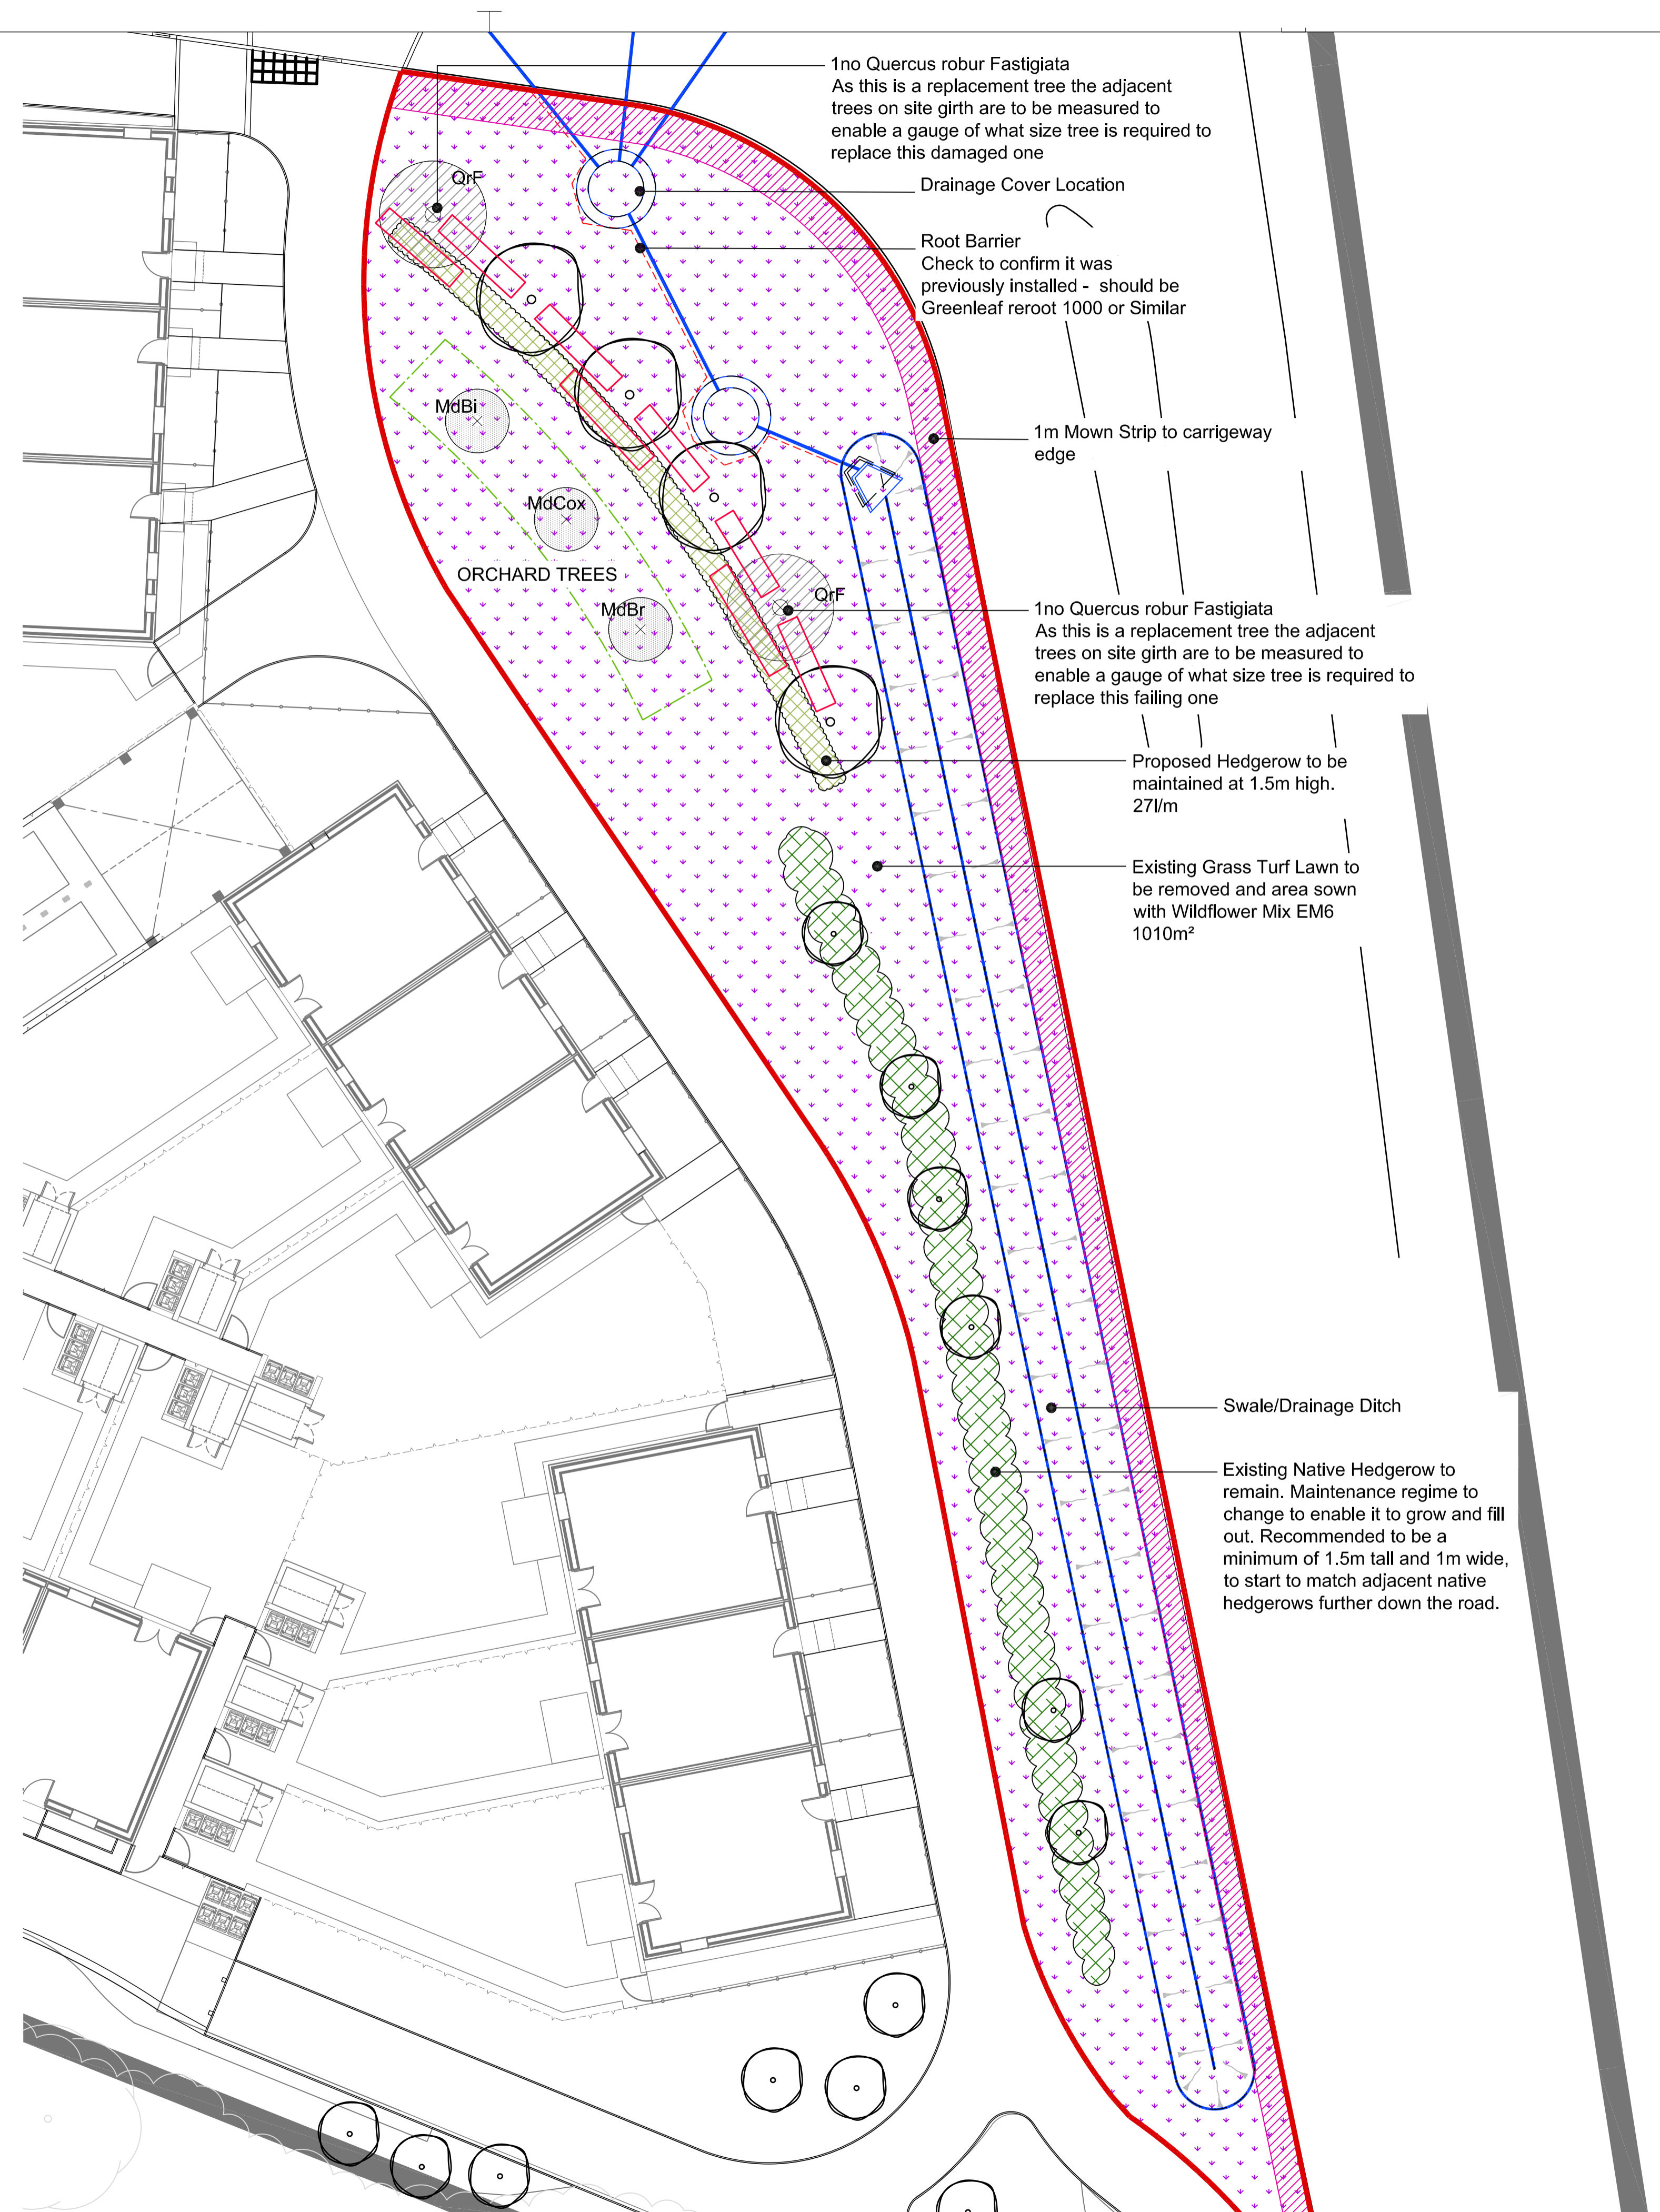 1no Quercus robur Fastigiata
As this is a replacement tree the adjacent
trees on site girth are to be measured to
enable a gauge of what size tree is required to
replace this damaged one
QrF
Drainage Cover Location
Root Barrier
Check to confirm it was
previously installed - should be
Greenleaf reroot 1000 or Similar
MdBi
1m Mown Strip to carrigeway
edge
MdCox
ORCHARD TREES
MdBr
QrF
1no Quercus robur Fastigiata
As this is a replacement tree the adjacent
trees on site girth are to be measured to
enable a gauge of what size tree is required to
replace this failing one
Proposed Hedgerow to be
maintained at 1.5m high.
27l/m
Existing Grass Turf Lawn to
be removed and area sown
with Wildflower Mix EM6
1010m²
Swale/Drainage Ditch
Existing Native Hedgerow to
remain. Maintenance regime to
change to enable it to grow and fill
out. Recommended to be a
minimum of 1.5m tall and 1m wide,
to start to match adjacent native
hedgerows further down the road.